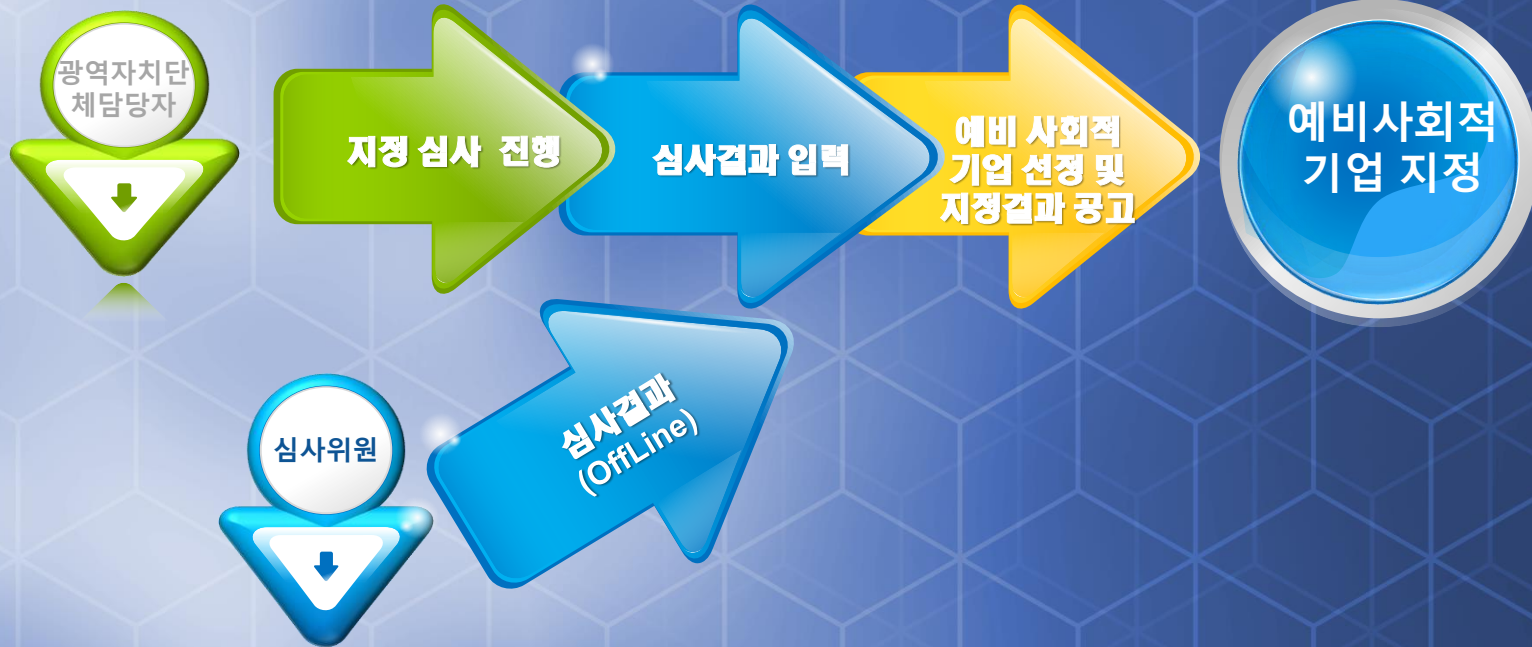 광역자치단
체담당자
지정 심사  진행
심사결과 입력
예비 사회적
기업 선정 및
지정결과 공고
예비사회적
기업 지정
심사위원
심사결과
(OffLine)